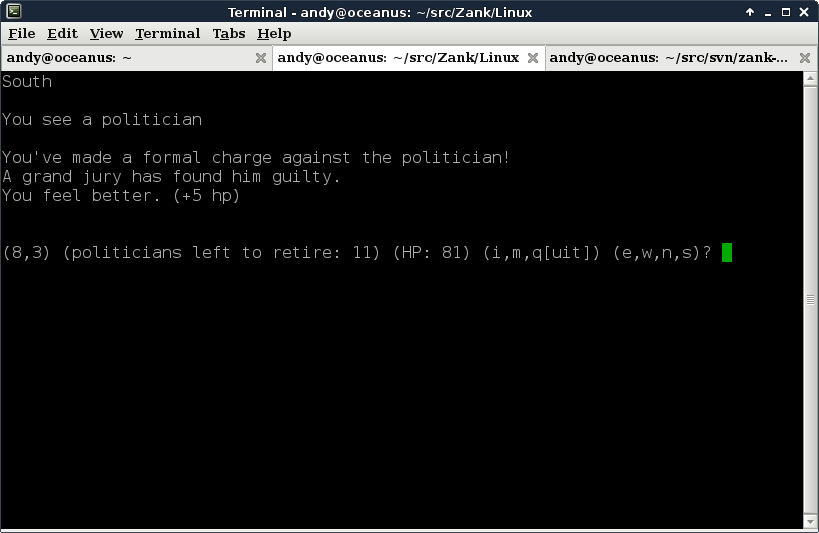 Terminal - andy@oceanus: ~/src/Zank/Linux
File Edit View Terminal Tabs Help
andy@oceanus: ~ andy@oceanus: ~/src/Zank/Linux andy@oceanus: ~/src/svn/zank-...
South
You see a politician
You've made a formal charge against the politician!
A grand jury has found him guilty.
You feel better. (+5 hp)
(8,3) (politicians left to retire: 11) (HP: 81) (i,m,q[uit]) (e,w,n,s)?